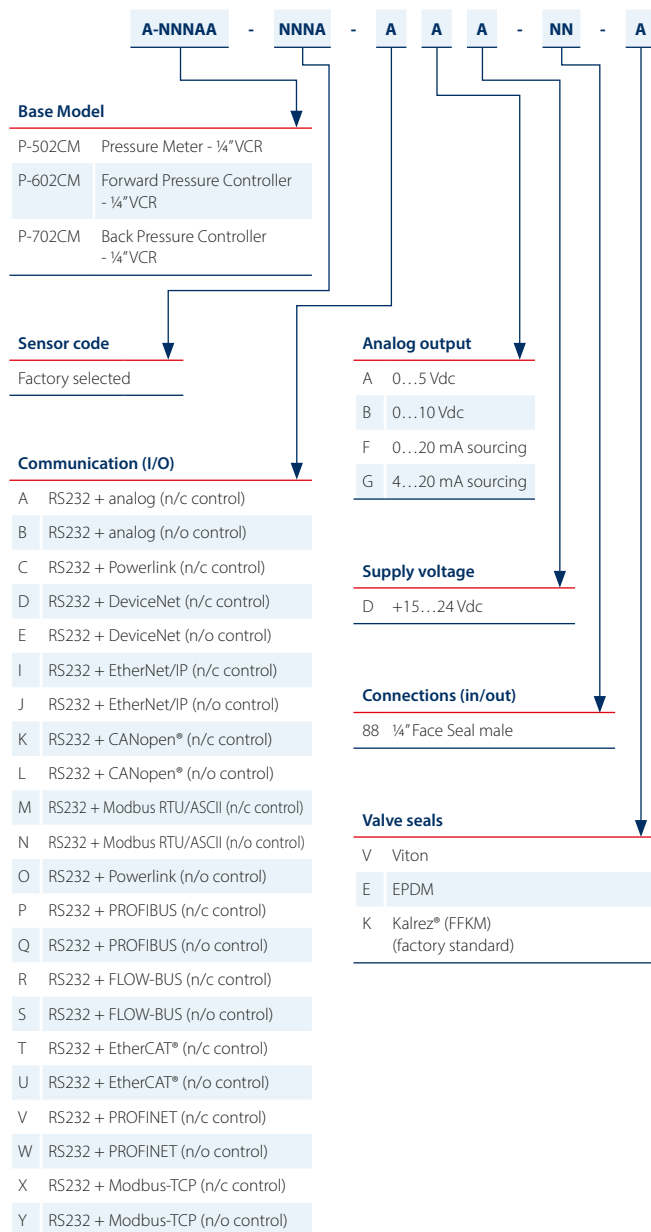 A-NNNAA - NNNA - A A A - NN - A
Base Model
P-502CM Pressure Meter - ¼” VCR
P-602CM Forward Pressure Controller
- ¼” VCR
P-702CM Back Pressure Controller
- ¼” VCR
Sensor code
Factory selected
Communication (I/O)
A RS232 + analog (n/c control)
B RS232 + analog (n/o control)
C RS232 + Powerlink (n/c control)
D RS232 + DeviceNet (n/c control)
E RS232 + DeviceNet (n/o control)
I RS232 + EtherNet/IP (n/c control)
J RS232 + EtherNet/IP (n/o control)
K RS232 + CANopen® (n/c control)
L RS232 + CANopen® (n/o control)
M RS232 + Modbus RTU/ASCII (n/c control)
N RS232 + Modbus RTU/ASCII (n/o control)
O RS232 + Powerlink (n/o control)
P RS232 + PROFIBUS (n/c control)
Q RS232 + PROFIBUS (n/o control)
R RS232 + FLOW-BUS (n/c control)
S RS232 + FLOW-BUS (n/o control)
T RS232 + EtherCAT® (n/c control)
U RS232 + EtherCAT® (n/o control)
V RS232 + PROFINET (n/c control)
W RS232 + PROFINET (n/o control)
X RS232 + Modbus-TCP (n/c control)
Y RS232 + Modbus-TCP (n/o control)
Analog output
A 0…5 Vdc
B 0…10 Vdc
F 0…20 mA sourcing
G 4…20 mA sourcing
Supply voltage
D +15…24 Vdc
Connections (in/out)
88 ¼” Face Seal male
Valve seals
V Viton
E EPDM
K Kalrez® (FFKM)
(factory standard)